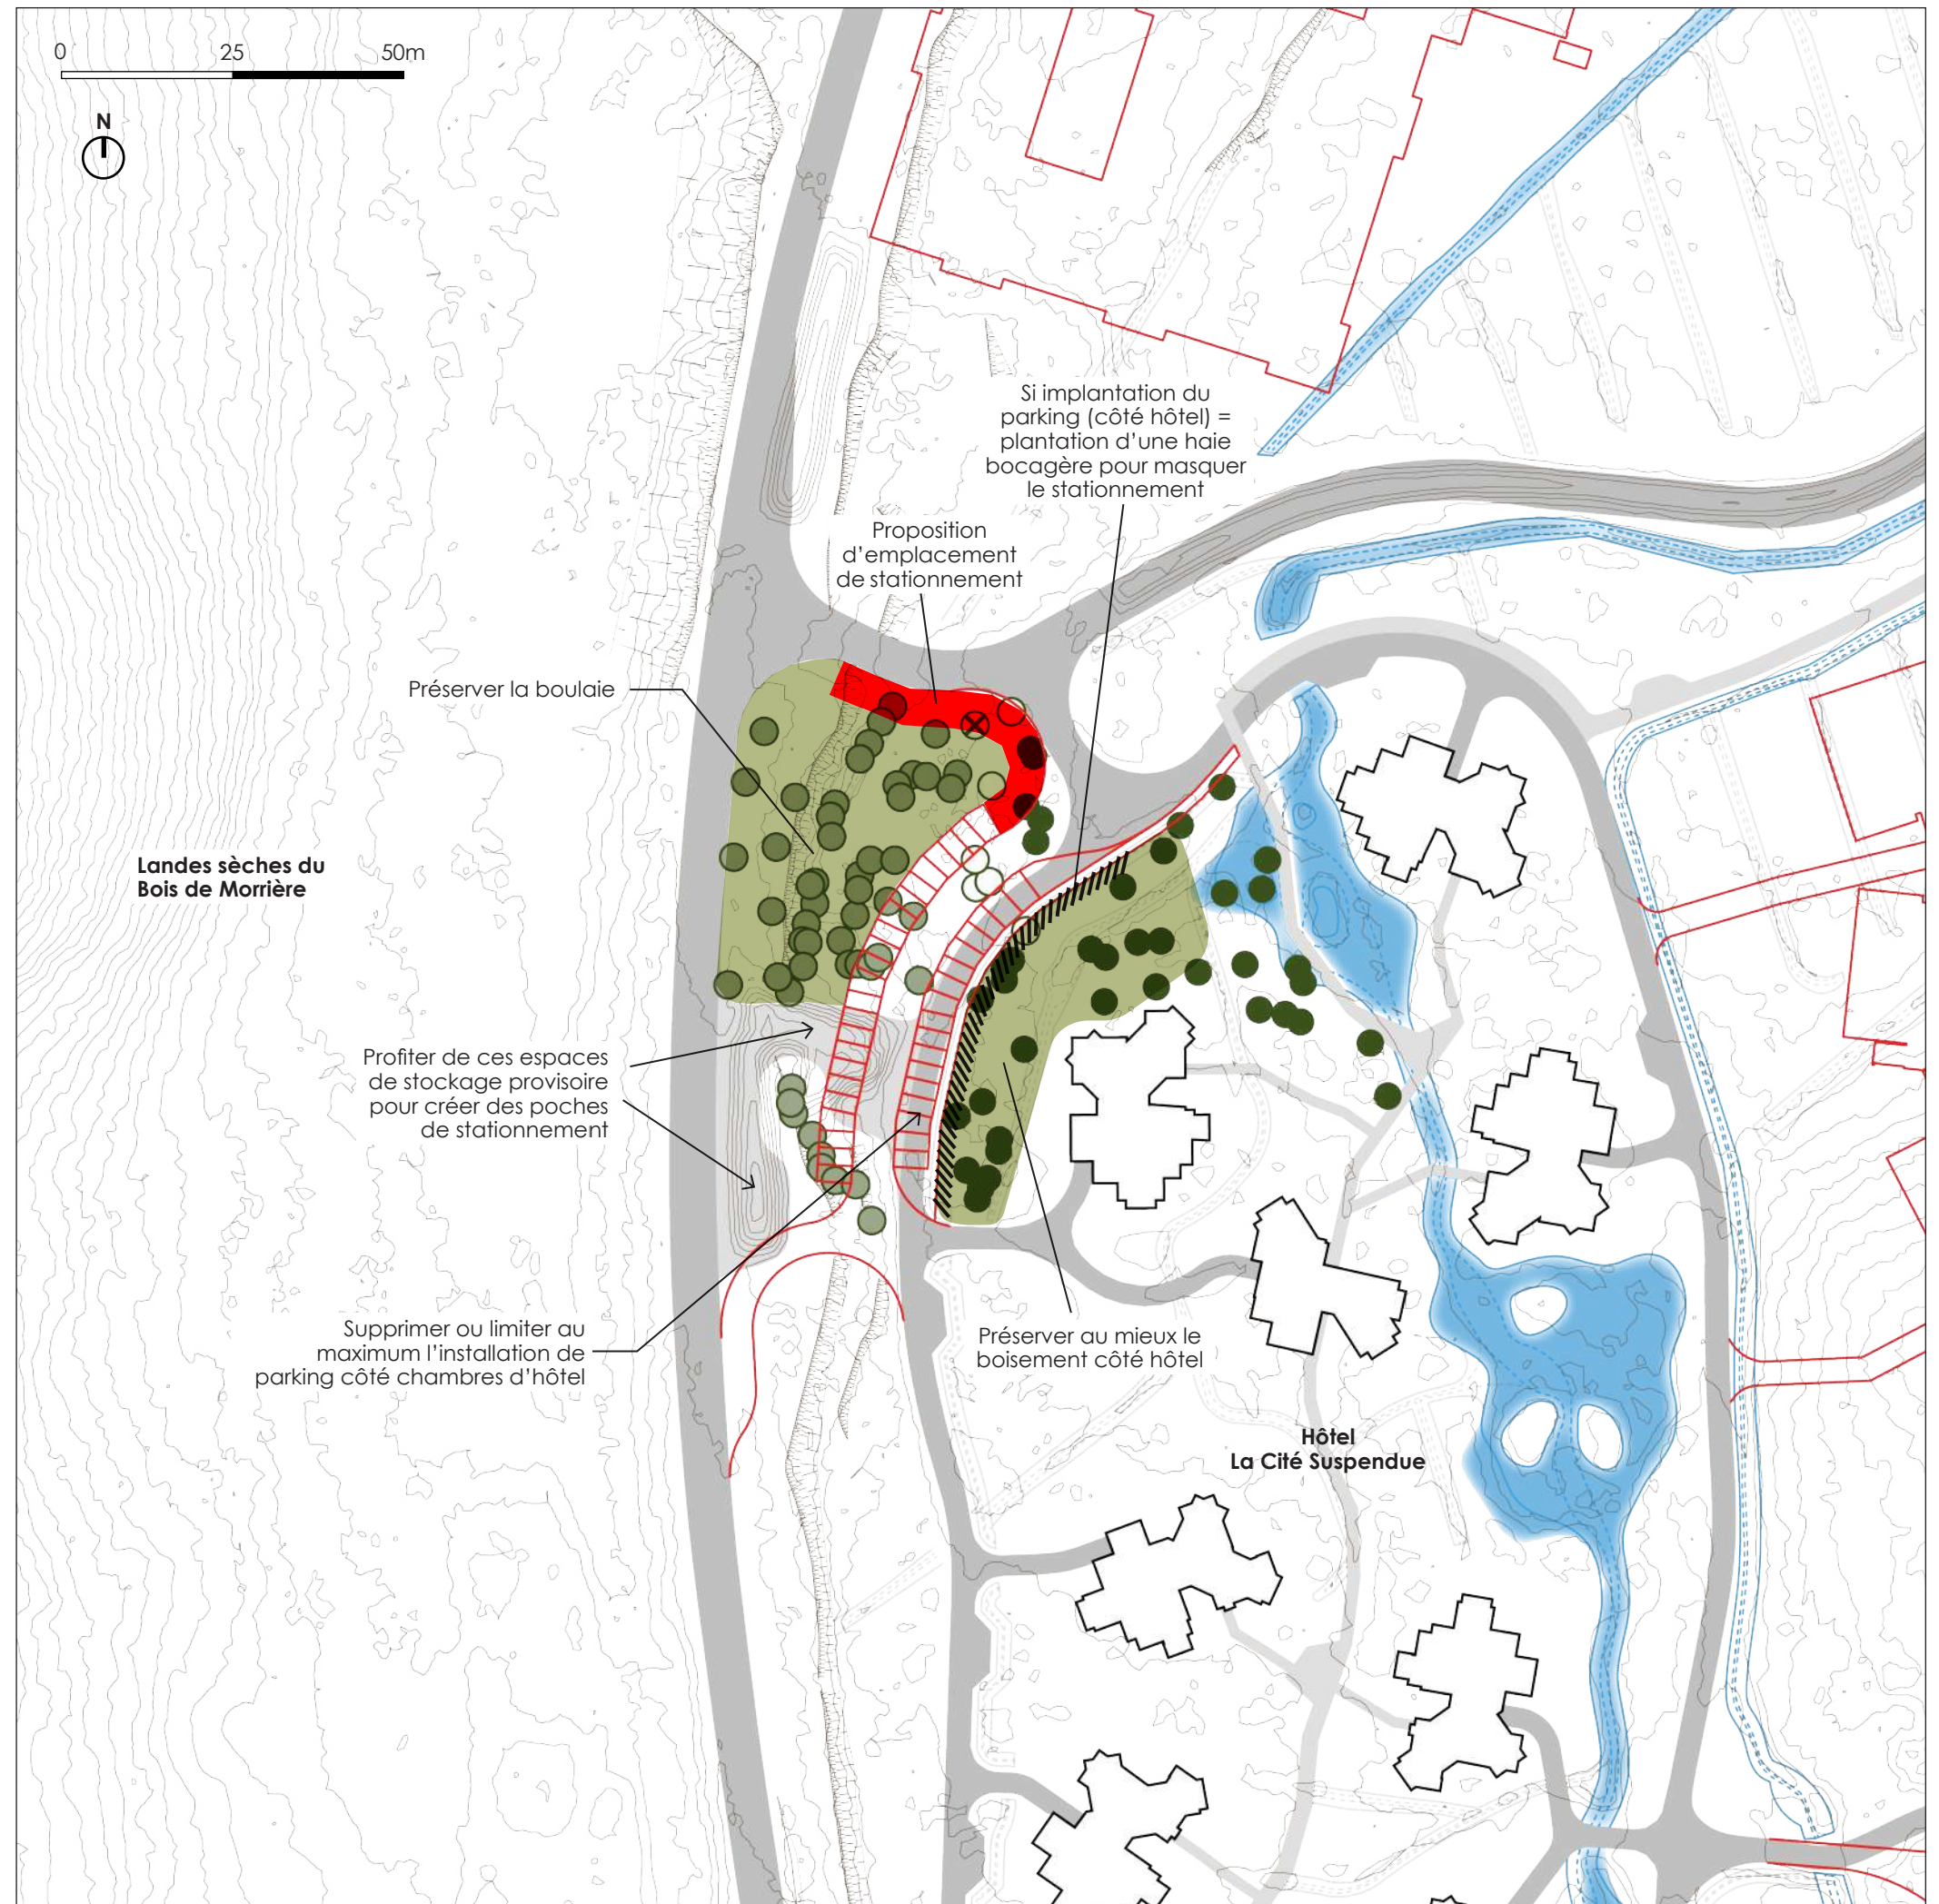 0 25 50m
N
Si implantation du
parking (côté hôtel) =
plantation d’une haie
bocagère pour masquer
le stationnement
Proposition
d’emplacement
de stationnement
Préserver la boulaie
Landes sèches du
Bois de Morrière
Profiter de ces espaces
de stockage provisoire
pour créer des poches
de stationnement
Supprimer ou limiter au
maximum l’installation de
parking côté chambres d’hôtel
Préserver au mieux le
boisement côté hôtel
Hôtel
La Cité Suspendue